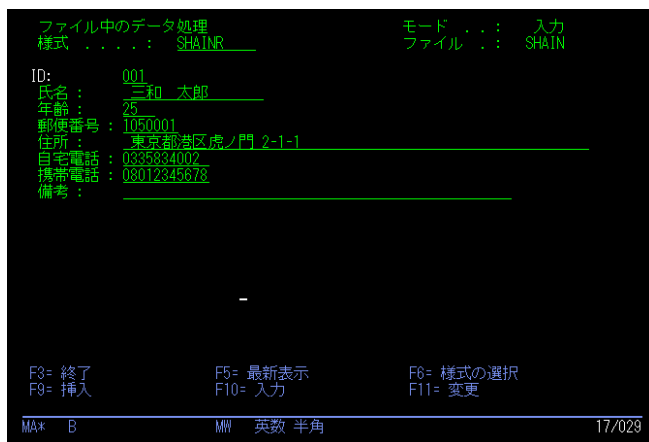 ファイル中のデータ処理 モード . . : 入力
様式 . . . . : SHAINR ファイル . : SHAIN
ID: 001
氏名 : 三和 太郎
年齢 : 25
郵便番号 : 1050001
住所 : 東京都港区虎ノ門 2-1-1
自宅電話 : 0335834002
携帯電話 : 08012345678
備考 :
F3= 終了 F5= 最新表示 F6= 様式の選択
F9= 挿入 F10= 入力 F11= 変更
MA* B MW 英数 半角 17/029